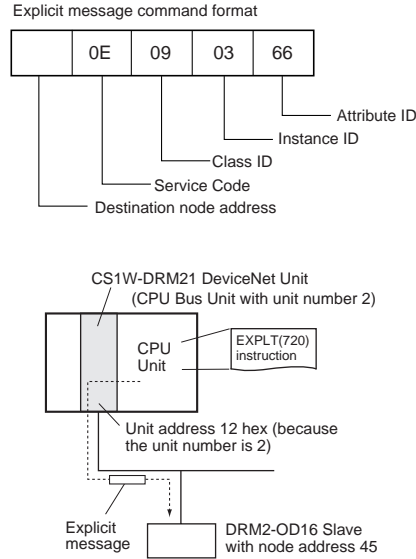 Explicit message command format
0E 09 03 66
Attribute ID
Instance ID
Class ID
Service Code
Destination node address
CS1W-DRM21 DeviceNet Unit
(CPU Bus Unit with unit number 2)
CPU
Unit
EXPLT(720)
instruction
Unit address 12 hex (because
the unit number is 2)
Explicit
message
DRM2-OD16 Slave
with node address 45